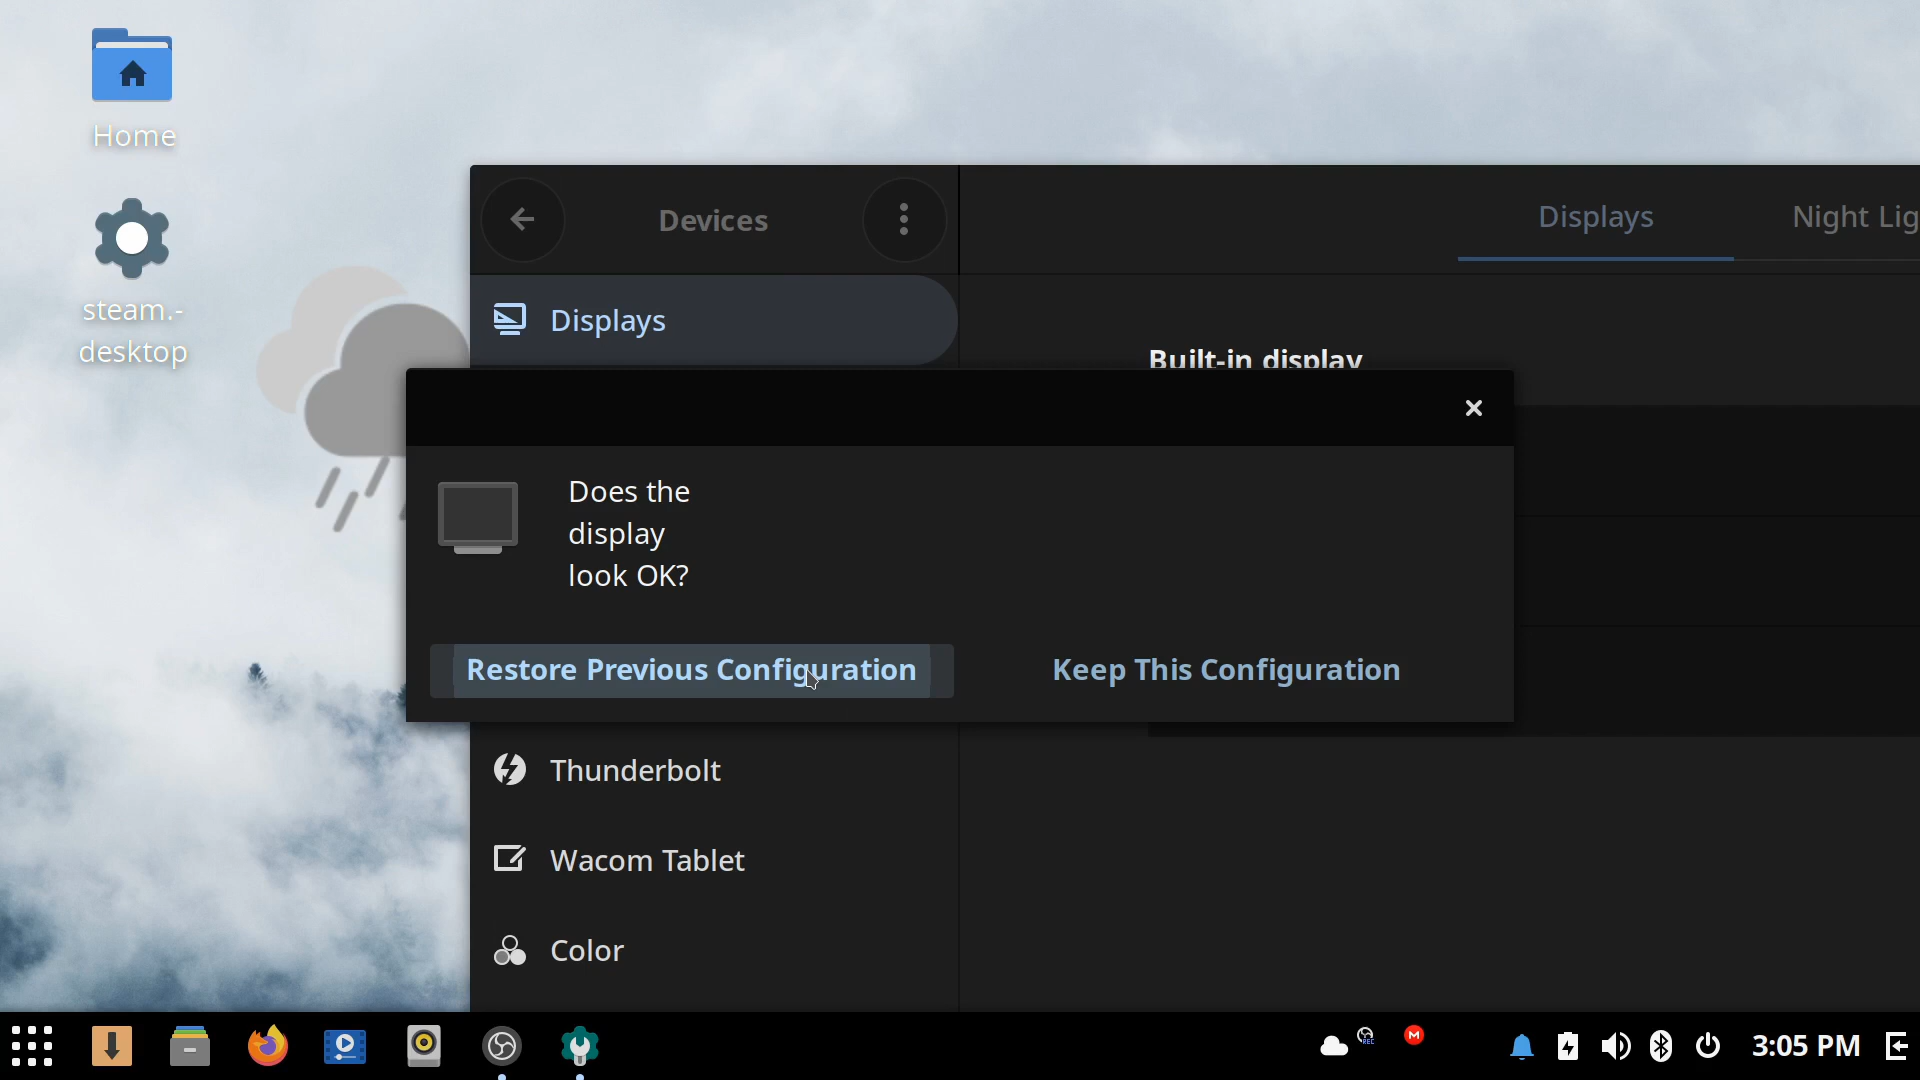 Home
steam.-
desktop
Devices
Displays
Night Lig
Displays
Built-in display
Does the
display
look OK?
Restore Previous Configuration
Keep This Configuration
Thunderbolt
Wacom Tablet
Color
REC
M
3:05 PM